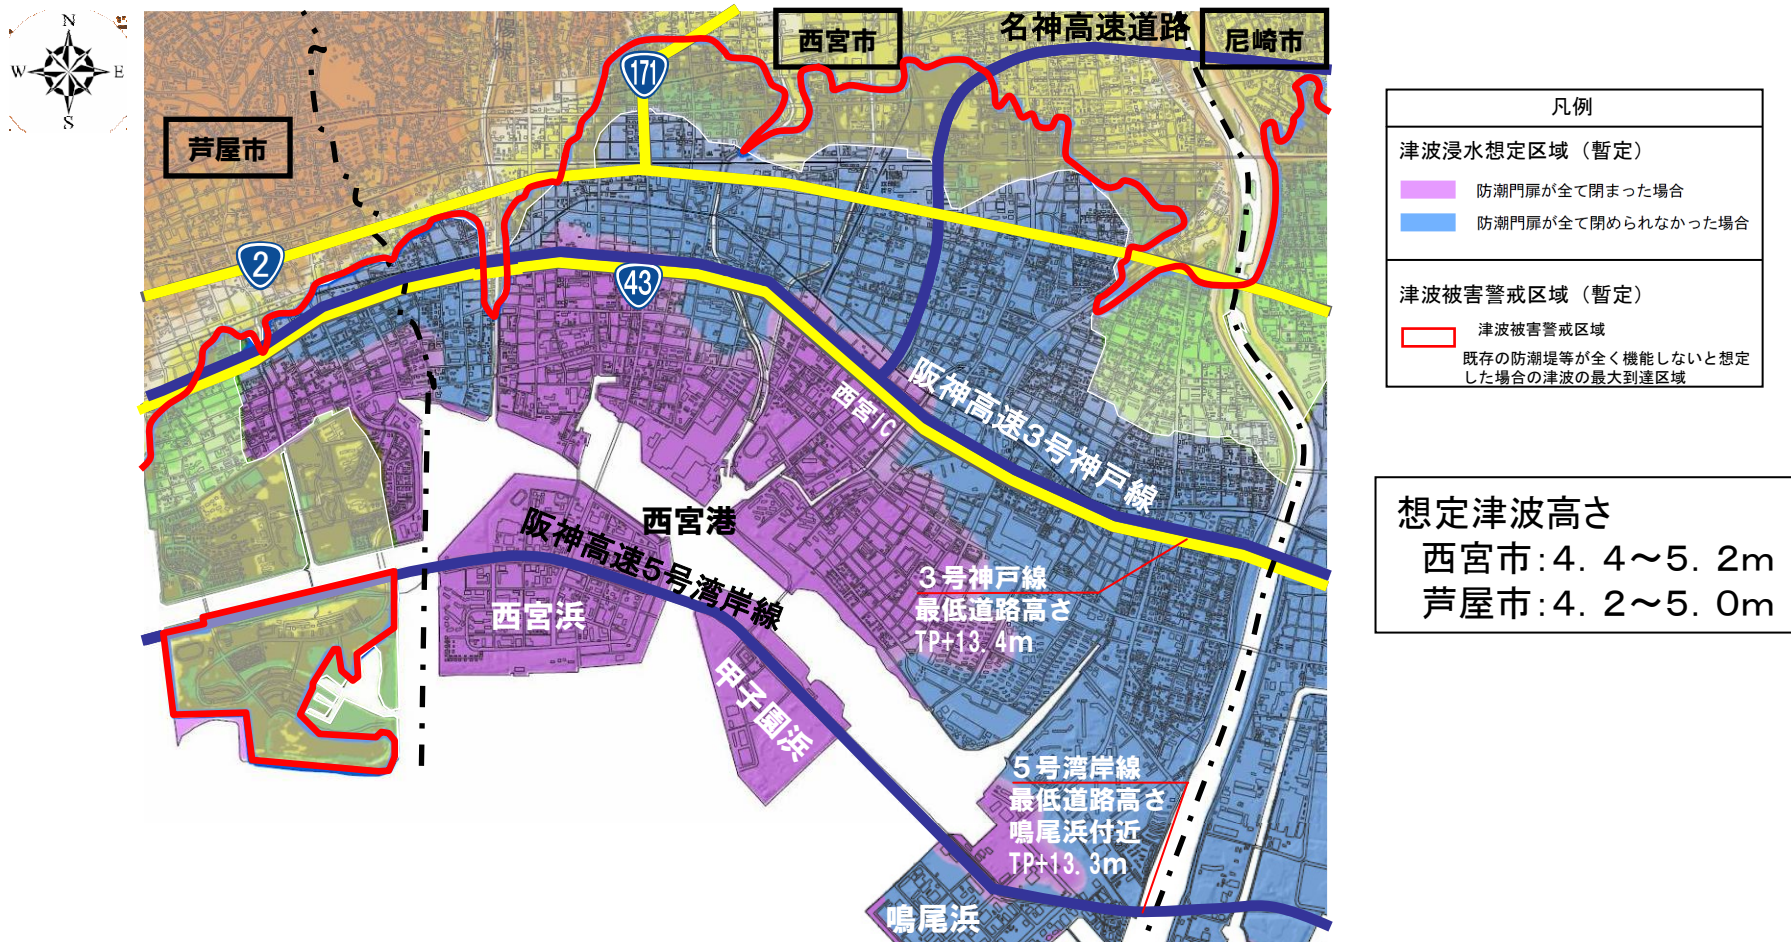 N
W
E
S
芦屋市
西宮市
名神高速道路
尼崎市
171
2
43
西宮IC
阪神高速3号神戸線
西宮港
阪神高速5号湾岸線
西宮浜
甲子園浜
鳴尾浜
3号神戸線
最低道路高さ
TP+13.4m
5号湾岸線
最低道路高さ
鳴尾浜付近
TP+13.3m
凡例
津波浸水想定区域（暫定）
防潮門扉が全て閉まった場合
防潮門扉が全て閉められなかった場合
津波被害警戒区域（暫定）
津波被害警戒区域
既存の防潮堤等が全く機能しないと想定
した場合の津波の最大到達区域
想定津波高さ
西宮市：4．4～5．2m
芦屋市：4．2～5．0m